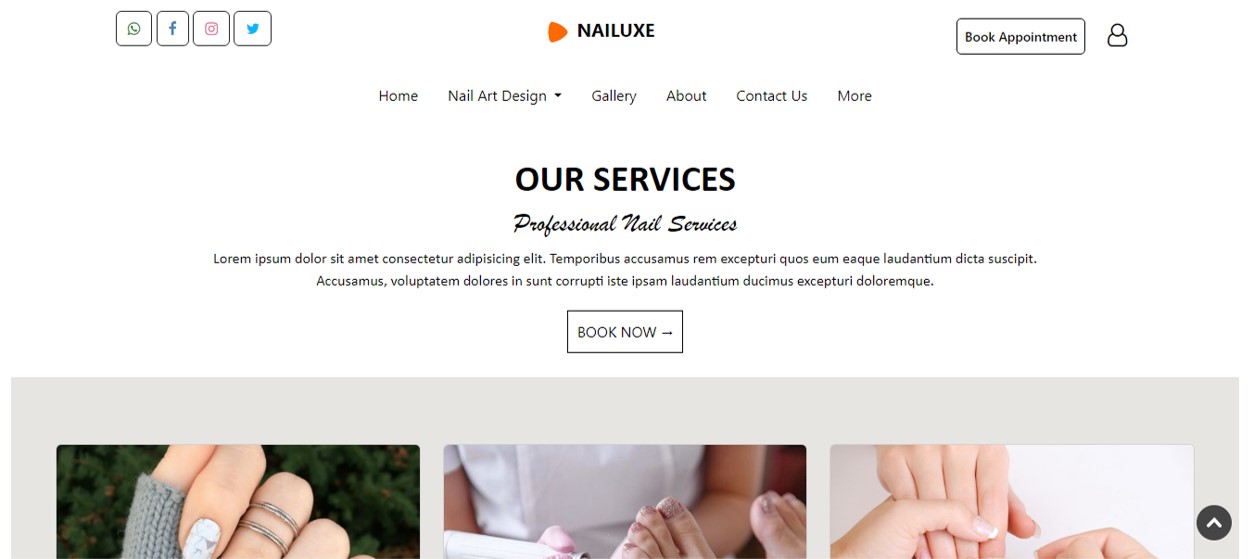 NAILUXE
Book Appointment
Home Nail Art Design Gallery About Contact Us More
OUR SERVICES
Professional Nail Services
Lorem ipsum dolor sit amet consectetur adipisicing elit. Temporibus accusamus rem excepturi quos eum eaque laudantium dicta suscipit.
Accusamus, voluptatem dolores in sunt corrupti iste ipsam laudantium ducimus excepturi doloremque.
BOOK NOW →